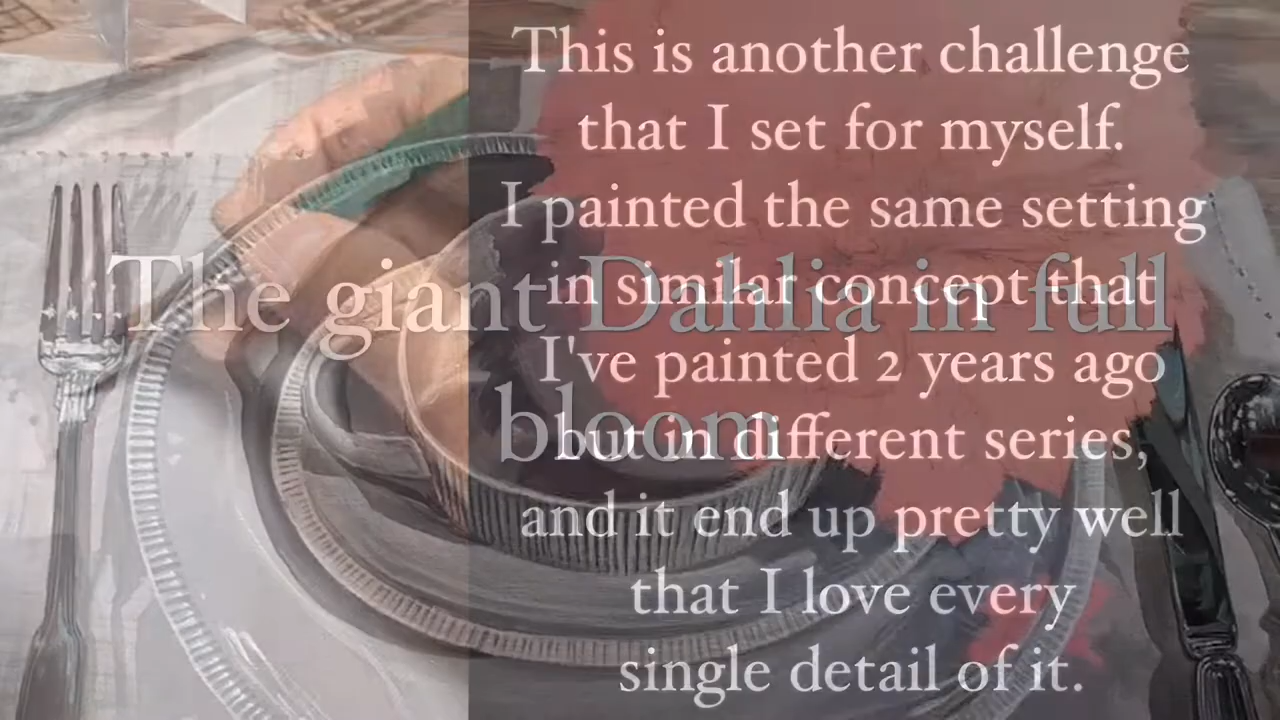 This is another challenge
that I set for myself.
I painted the same setting
in similar concept that
I've painted 2 years ago
but in different series,
and it end up pretty well
that I love every
single detail of it.
The giant Dahlia in full
bloom